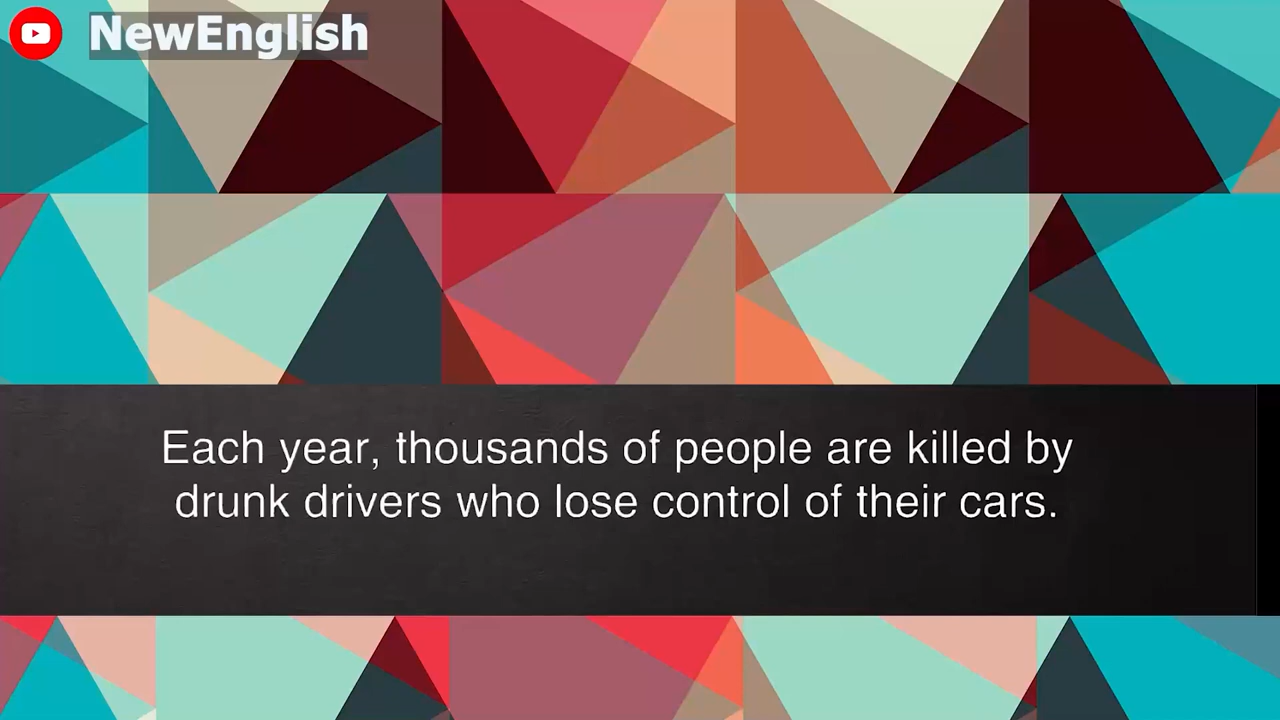 NewEnglish
Each year, thousands of people are killed by
drunk drivers who lose control of their cars.